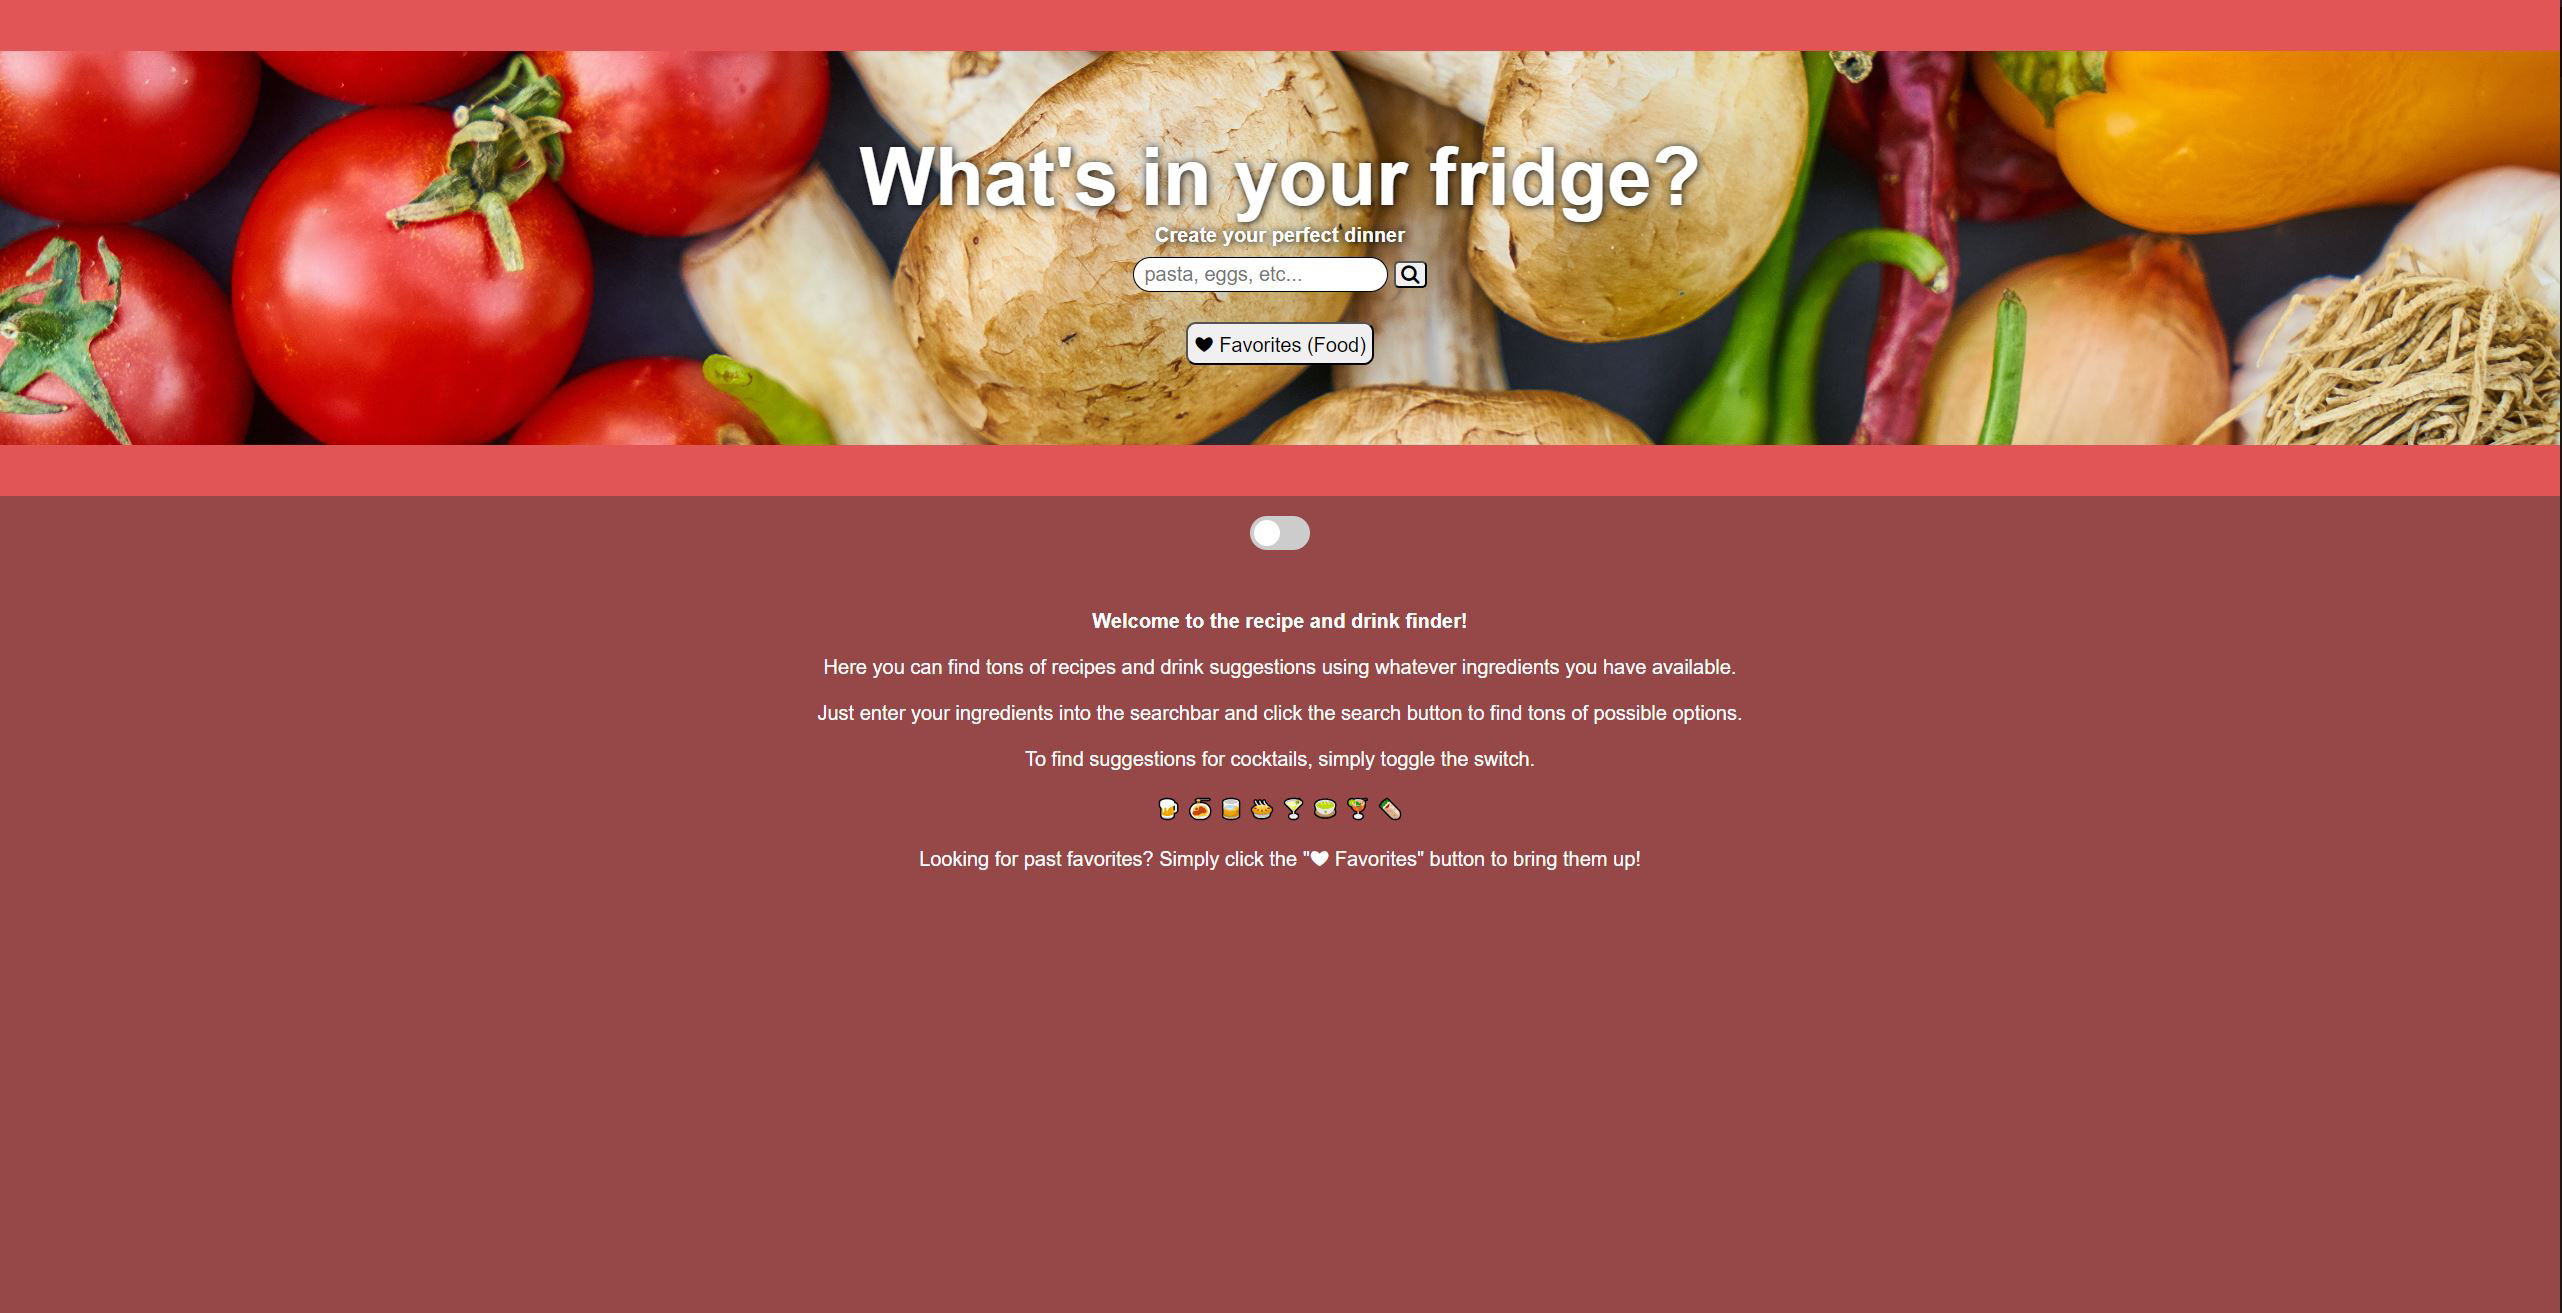 What's in your fridge?
Create your perfect dinner
pasta, eggs, etc...
♥ Favorites (Food)
Welcome to the recipe and drink finder!
Here you can find tons of recipes and drink suggestions using whatever ingredients you have available.
Just enter your ingredients into the searchbar and click the search button to find tons of possible options.
To find suggestions for cocktails, simply toggle the switch.
Looking for past favorites? Simply click the "♥ Favorites" button to bring them up!